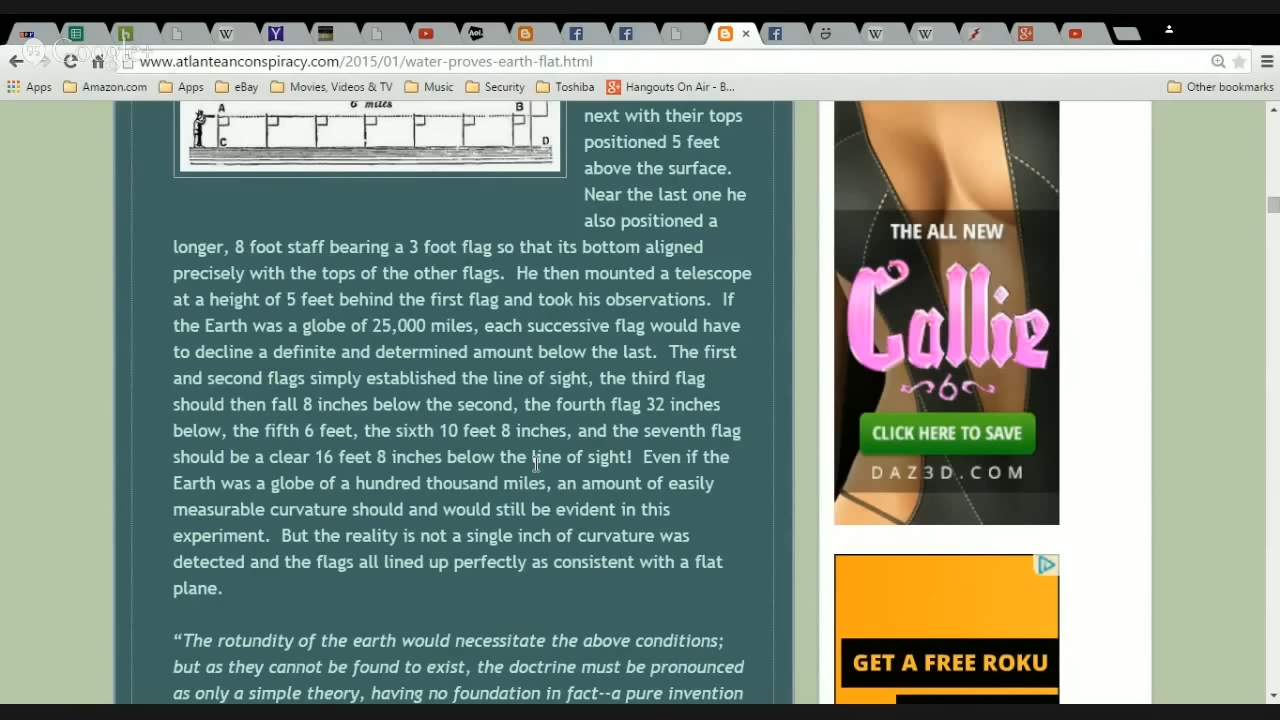 Google+
www.atlanteanconspiracy.com/2015/01/water-proves-earth-flat.html
Apps
Amazon.com
Apps
eBay
Movies, Videos & TV
Music
Security
Toshiba
Hangouts On Air - B...
Other bookmarks
6 miles
A
B
C
D
next with their tops
positioned 5 feet
above the surface.
Near the last one he
also positioned a
longer, 8 foot staff bearing a 3 foot flag so that its bottom aligned
precisely with the tops of the other flags. He then mounted a telescope
at a height of 5 feet behind the first flag and took his observations. If
the Earth was a globe of 25,000 miles, each successive flag would have
to decline a definite and determined amount below the last. The first
and second flags simply established the line of sight, the third flag
should then fall 8 inches below the second, the fourth flag 32 inches
below, the fifth 6 feet, the sixth 10 feet 8 inches, and the seventh flag
should be a clear 16 feet 8 inches below the line of sight! Even if the
Earth was a globe of a hundred thousand miles, an amount of easily
measurable curvature should and would still be evident in this
experiment. But the reality is not a single inch of curvature was
detected and the flags all lined up perfectly as consistent with a flat
plane.
“The rotundity of the earth would necessitate the above conditions;
but as they cannot be found to exist, the doctrine must be pronounced
as only a simple theory, having no foundation in fact--a pure invention
THE ALL NEW
Callie
6
CLICK HERE TO SAVE
DAZ3D.COM
GET A FREE ROKU